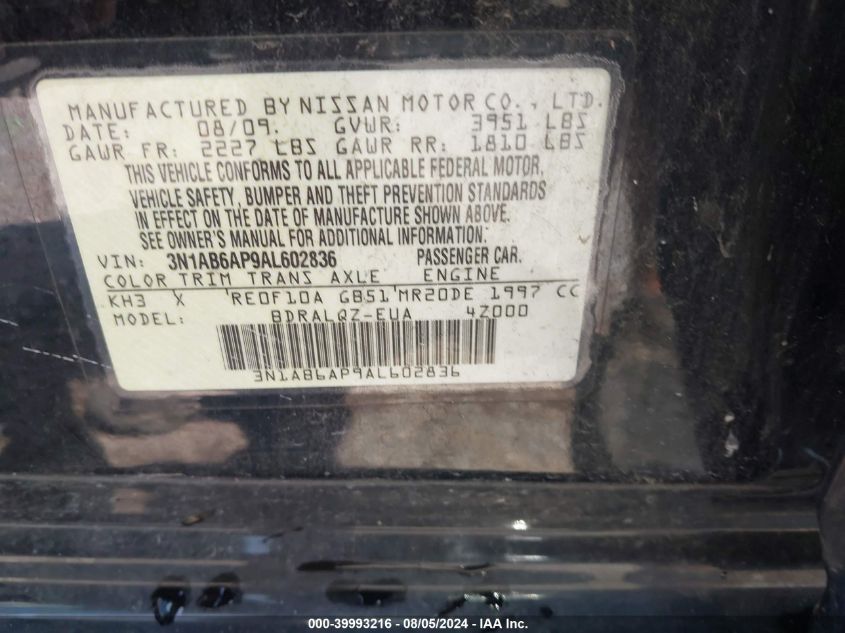 MANUFACTURED BY NISSAN MOTOR CO., LTD.
DATE: 08/09. GVWR: 3951 LBS
GAWR FR: 2227 LBS GAWR RR: 1810 LBS
THIS VEHICLE CONFORMS TO ALL APPLICABLE FEDERAL MOTOR
VEHICLE SAFETY, BUMPER AND THEFT PREVENTION STANDARDS
IN EFFECT ON THE DATE OF MANUFACTURE SHOWN ABOVE.
SEE OWNER'S MANUAL FOR ADDITIONAL INFORMATION.
VIN: 3N1AB6AP9AL602836 PASSENGER CAR.
COLOR TRIM TRANS AXLE ENGINE
KH3 X RE0F10A GB51 MR20DE 1997 CC
MODEL: BDRALQZ-EUA 4Z000
3N1AB6AP9AL602836
000-39993216 - 08/05/2024 - IAA Inc.